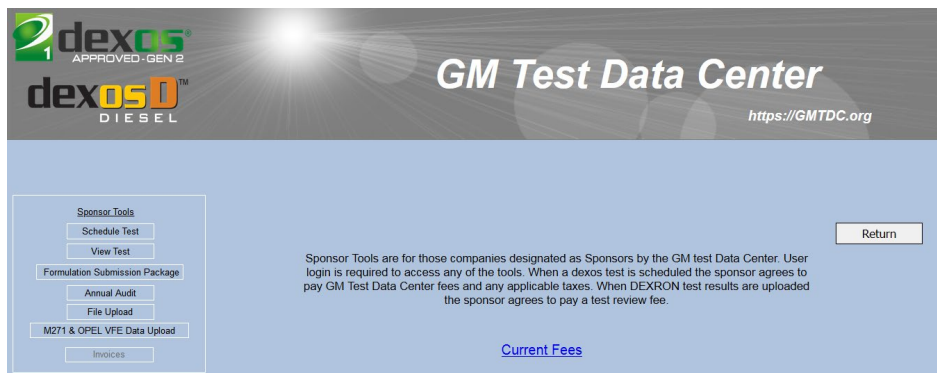 1
dexos®
APPROVED-GEN 2
dexosD™
DIESEL
GM Test Data Center
https://GMTDC.org
Sponsor Tools
Schedule Test
View Test
Formulation Submission Package
Annual Audit
File Upload
M271 & OPEL VFE Data Upload
Invoices
Return
Sponsor Tools are for those companies designated as Sponsors by the GM test Data Center. User
login is required to access any of the tools. When a dexos test is scheduled the sponsor agrees to
pay GM Test Data Center fees and any applicable taxes. When DEXRON test results are uploaded
the sponsor agrees to pay a test review fee.
Current Fees